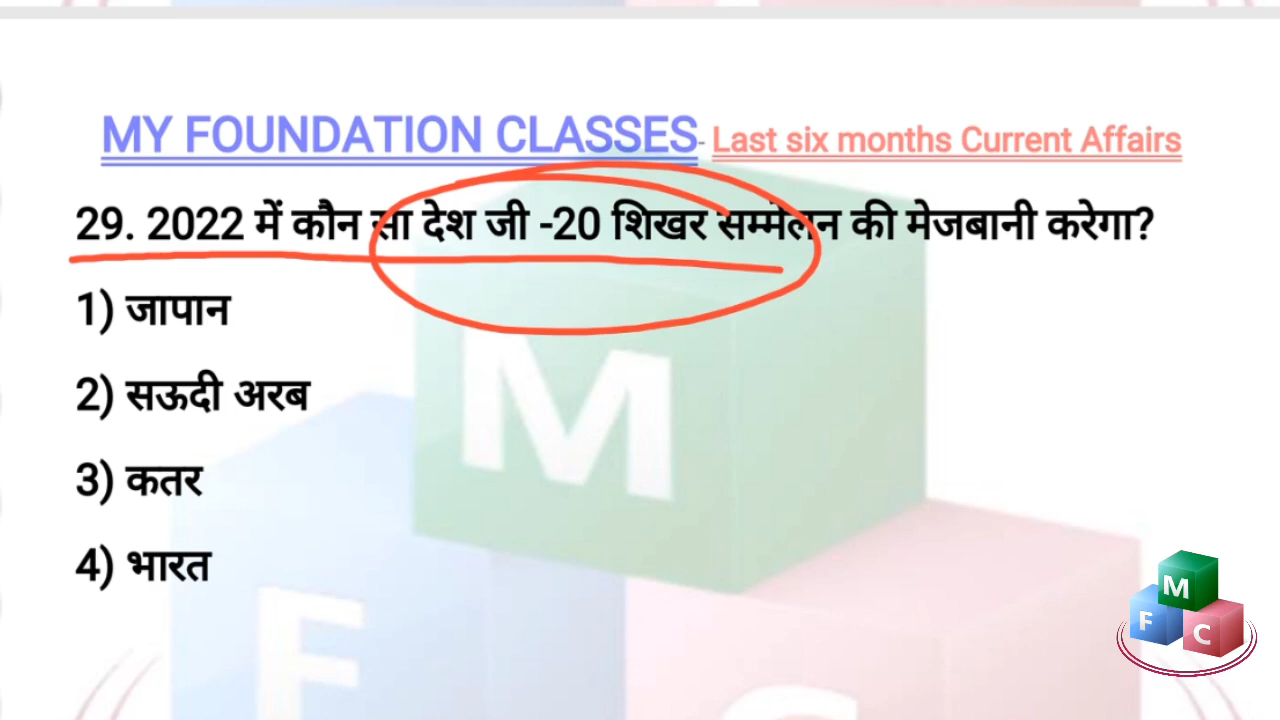 MY FOUNDATION CLASSES- Last six months Current Affairs
29. 2022 में कौन सा देश जी -20 शिखर सम्मेलन की मेजबानी करेगा?
1) जापान
2) सऊदी अरब
3) कतर
4) भारत
M
F
C
M
F
C